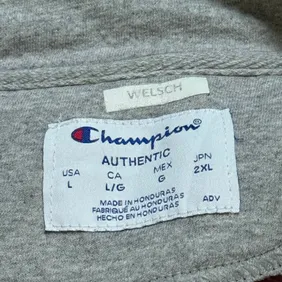 WELSCH
Champion
AUTHENTIC
USA CA MEX JPN
L L/G G 2XL
MADE IN HONDURAS
FABRIQUÉ AU HONDURAS
HECHO EN HONDURAS
ADV